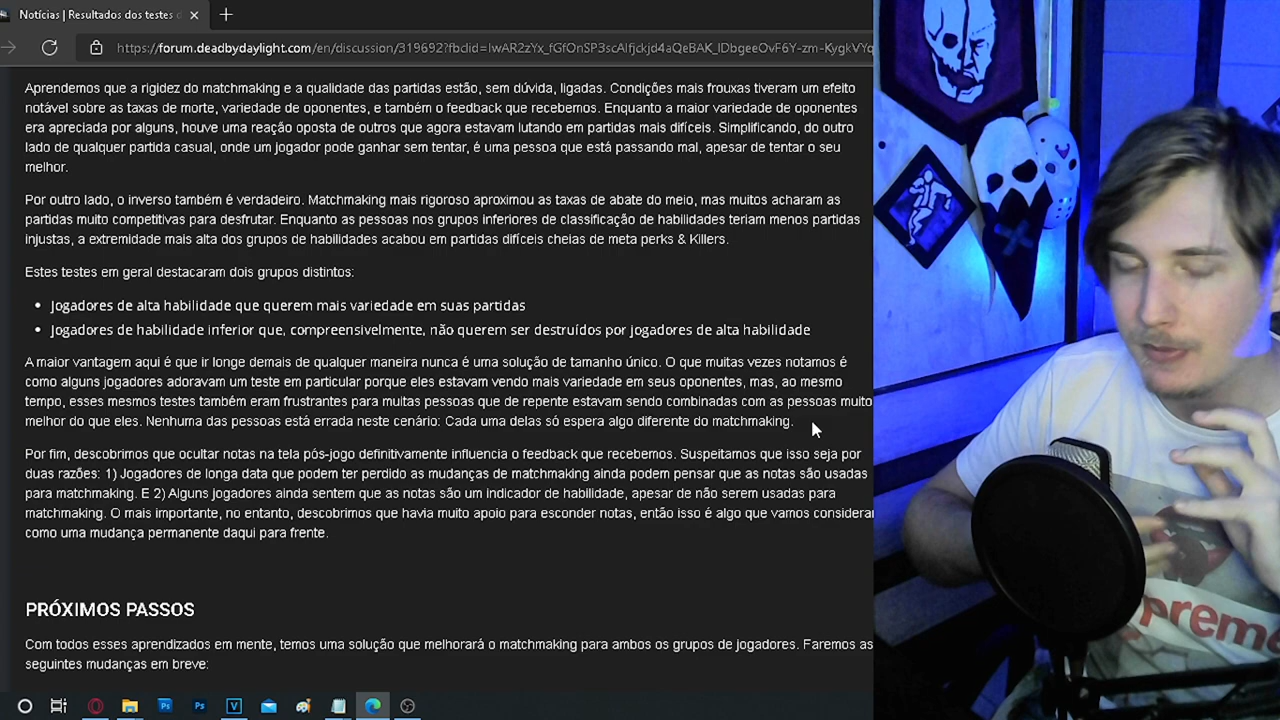 Notícias | Resultados dos testes d
https://forum.deadbydaylight.com/en/discussion/319692?fbclid=IwAR2zYx_fGfOnSP3scAlfjckjd4aQeBAK_IDbgeeOvF6Y-zm-KygkVYq
Aprendemos que a rigidez do matchmaking e a qualidade das partidas estão, sem dúvida, ligadas. Condições mais frouxas tiveram um efeito
notável sobre as taxas de morte, variedade de oponentes, e também o feedback que recebemos. Enquanto a maior variedade de oponentes
era apreciada por alguns, houve uma reação oposta de outros que agora estavam lutando em partidas mais difíceis. Simplificando, do outro
lado de qualquer partida casual, onde um jogador pode ganhar sem tentar, é uma pessoa que está passando mal, apesar de tentar o seu
melhor.
Por outro lado, o inverso também é verdadeiro. Matchmaking mais rigoroso aproximou as taxas de abate do meio, mas muitos acharam as
partidas muito competitivas para desfrutar. Enquanto as pessoas nos grupos inferiores de classificação de habilidades teriam menos partidas
injustas, a extremidade mais alta dos grupos de habilidades acabou em partidas difíceis cheias de meta perks & Killers.
Estes testes em geral destacaram dois grupos distintos:
• Jogadores de alta habilidade que querem mais variedade em suas partidas
• Jogadores de habilidade inferior que, compreensivelmente, não querem ser destruídos por jogadores de alta habilidade
A maior vantagem aqui é que ir longe demais de qualquer maneira nunca é uma solução de tamanho único. O que muitas vezes notamos é
como alguns jogadores adoravam um teste em particular porque eles estavam vendo mais variedade em seus oponentes, mas, ao mesmo
tempo, esses mesmos testes também eram frustrantes para muitas pessoas que de repente estavam sendo combinadas com as pessoas muito
melhor do que eles. Nenhuma das pessoas está errada neste cenário: Cada uma delas só espera algo diferente do matchmaking.
Por fim, descobrimos que ocultar notas na tela pós-jogo definitivamente influencia o feedback que recebemos. Suspeitamos que isso seja por
duas razões: 1) Jogadores de longa data que podem ter perdido as mudanças de matchmaking ainda podem pensar que as notas são usadas
para matchmaking. E 2) Alguns jogadores ainda sentem que as notas são um indicador de habilidade, apesar de não serem usadas para
matchmaking. O mais importante, no entanto, descobrimos que havia muito apoio para esconder notas, então isso é algo que vamos considerar
como uma mudança permanente daqui para frente.
PRÓXIMOS PASSOS
Com todos esses aprendizados em mente, temos uma solução que melhorará o matchmaking para ambos os grupos de jogadores. Faremos as
seguintes mudanças em breve:
preme